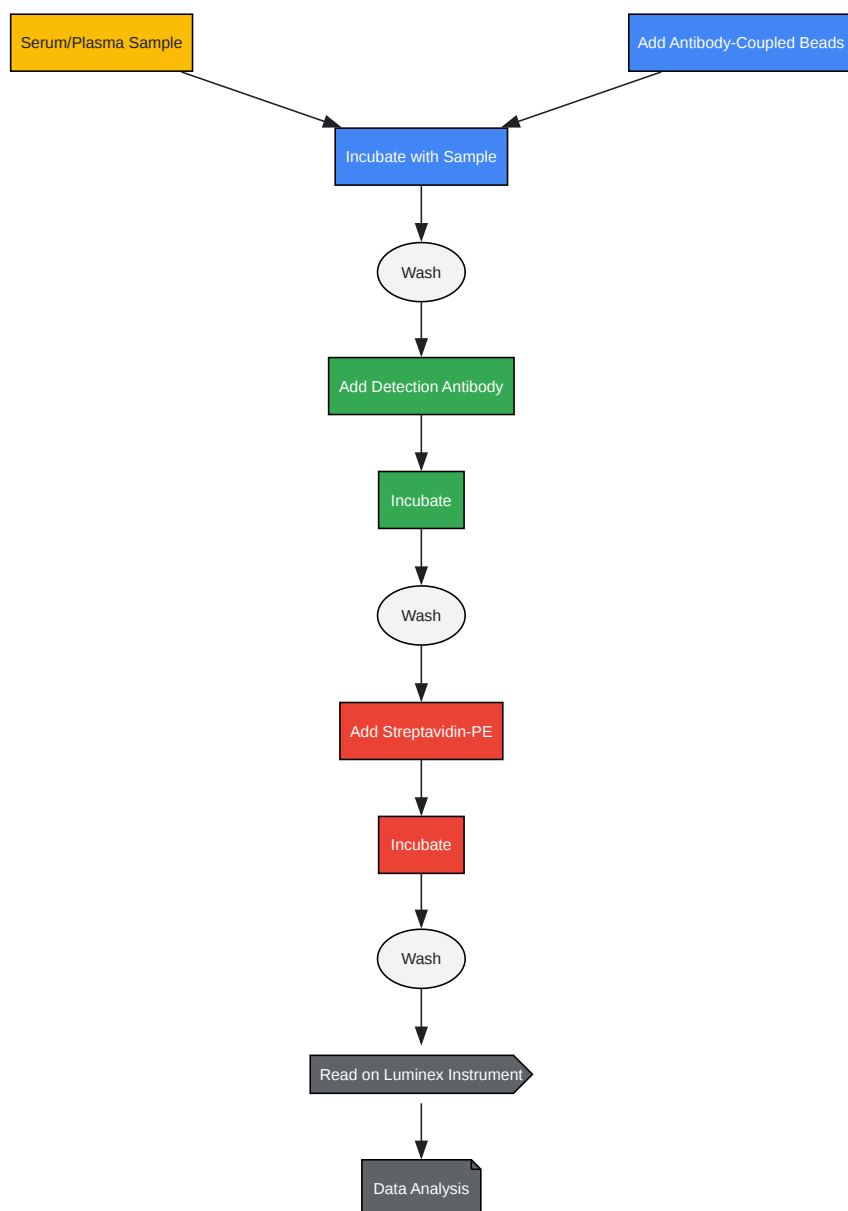 Serum/Plasma Sample
Add Antibody-Coupled Beads
Incubate with Sample
Wash
Add Detection Antibody
Incubate
Wash
Add Streptavidin-PE
Incubate
Wash
Read on Luminex Instrument
Data Analysis